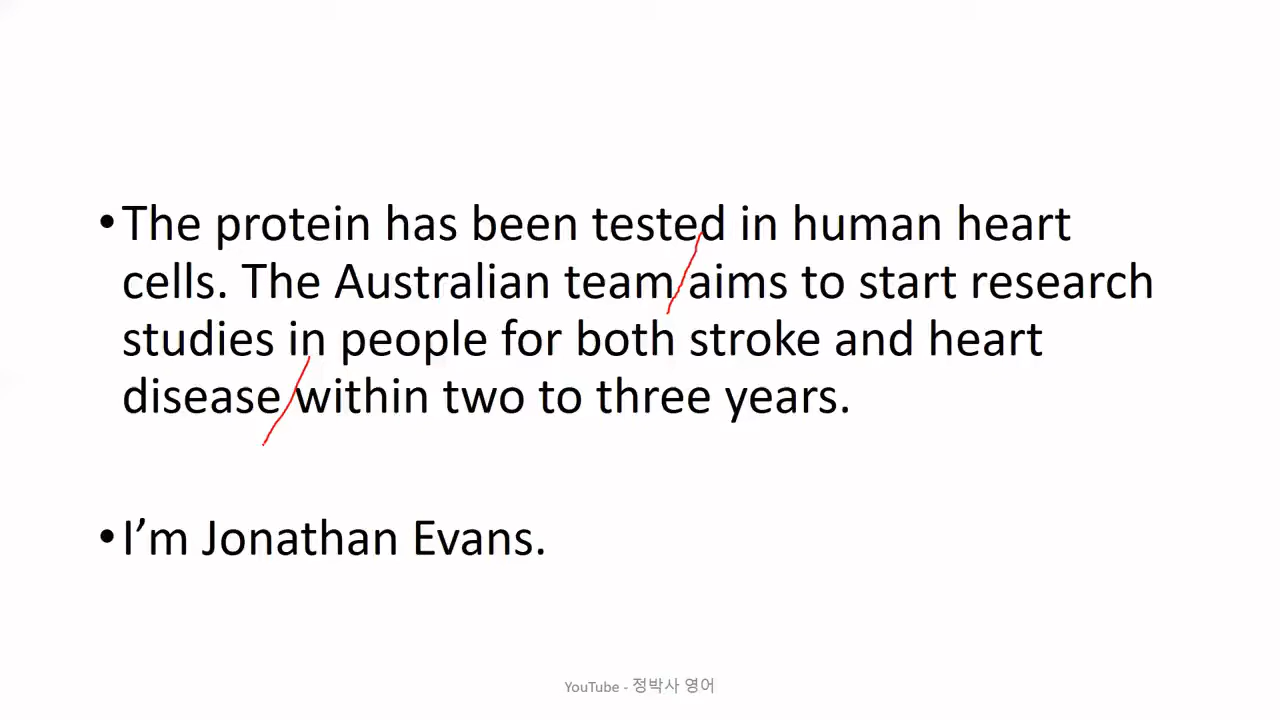 •The protein has been tested in human heart
cells. The Australian team aims to start research
studies in people for both stroke and heart
disease within two to three years.
•I’m Jonathan Evans.
YouTube - 정박사 영어